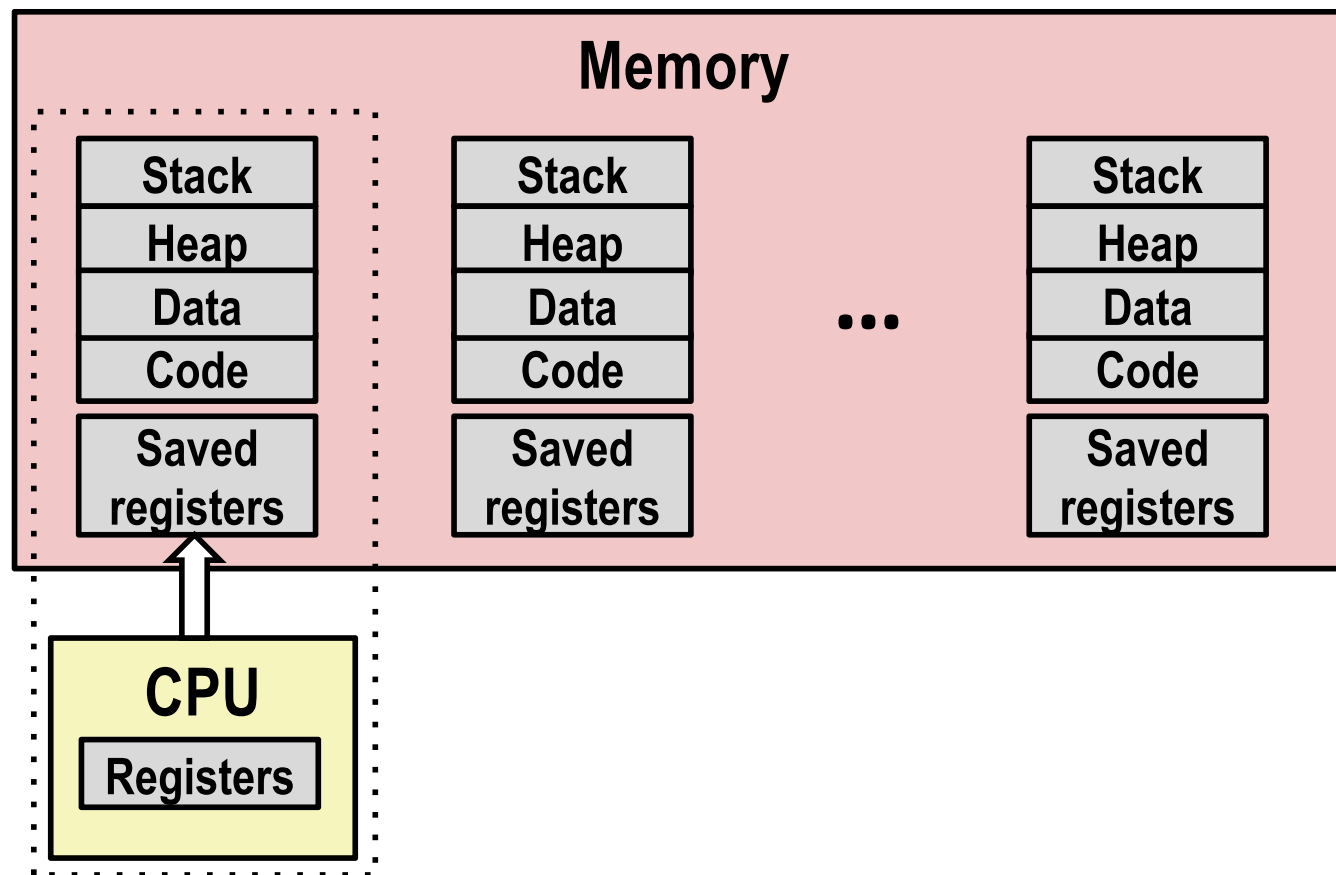 Memory
Stack
Heap
Data
Code
Saved
registers
Stack
Heap
Data
Code
Saved
registers
...
Stack
Heap
Data
Code
Saved
registers
CPU
Registers